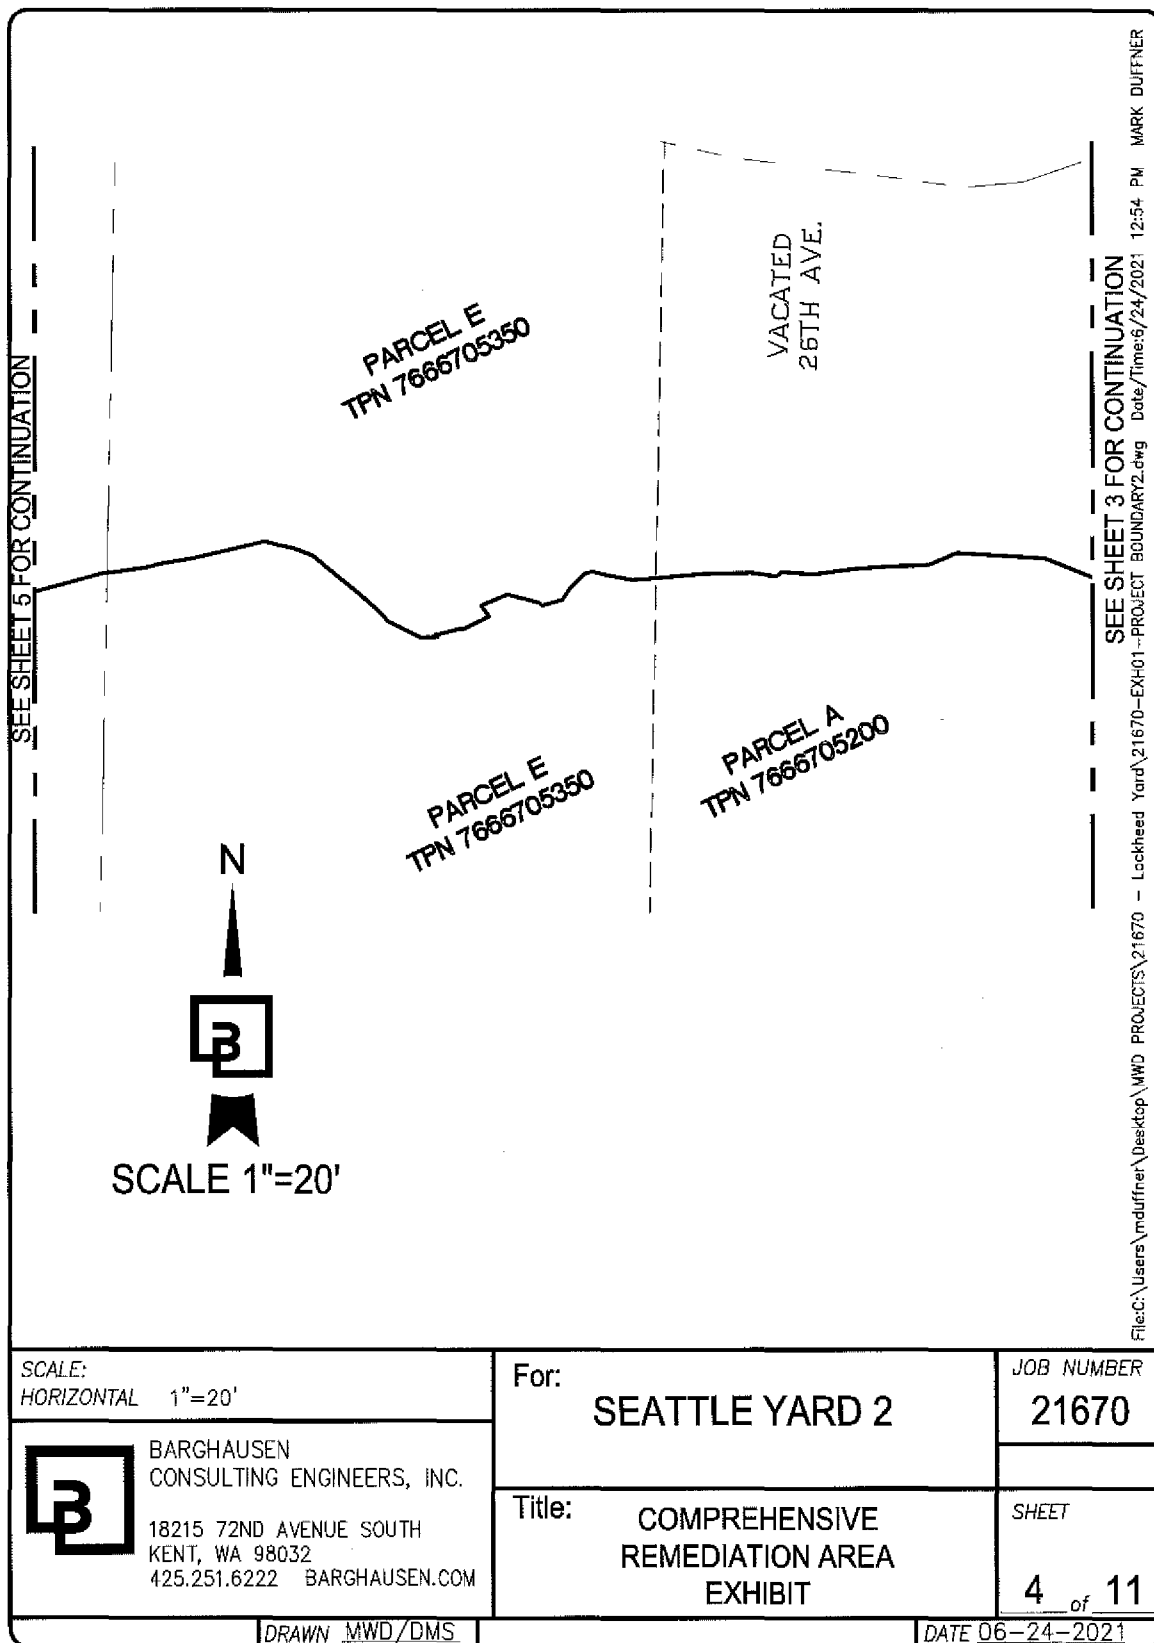 VACATED
26TH AVE.
PARCEL E
TPN 7666705350
SEE SHEET 5 FOR CONTINUATION
SEE SHEET 3 FOR CONTINUATION
File:C:\Users\mduffner\Desktop\MWD PROJECTS\21670 - Lockheed Yard\21670-EXH01-PROJECT BOUNDARY2.dwg Date/Time:6/24/2021 12:54 PM MARK DUFFNER
PARCEL A
TPN 7666705200
PARCEL E
TPN 7666705350
N
B
SCALE 1"=20'
SCALE:
HORIZONTAL 1"=20'
B
BARGHAUSEN
CONSULTING ENGINEERS, INC.
18215 72ND AVENUE SOUTH
KENT, WA 98032
425.251.6222 BARGHAUSEN.COM
For:
SEATTLE YARD 2
JOB NUMBER
21670
Title:
COMPREHENSIVE
REMEDIATION AREA
EXHIBIT
SHEET
4 of 11
DRAWN MWD/DMS
DATE 06-24-2021